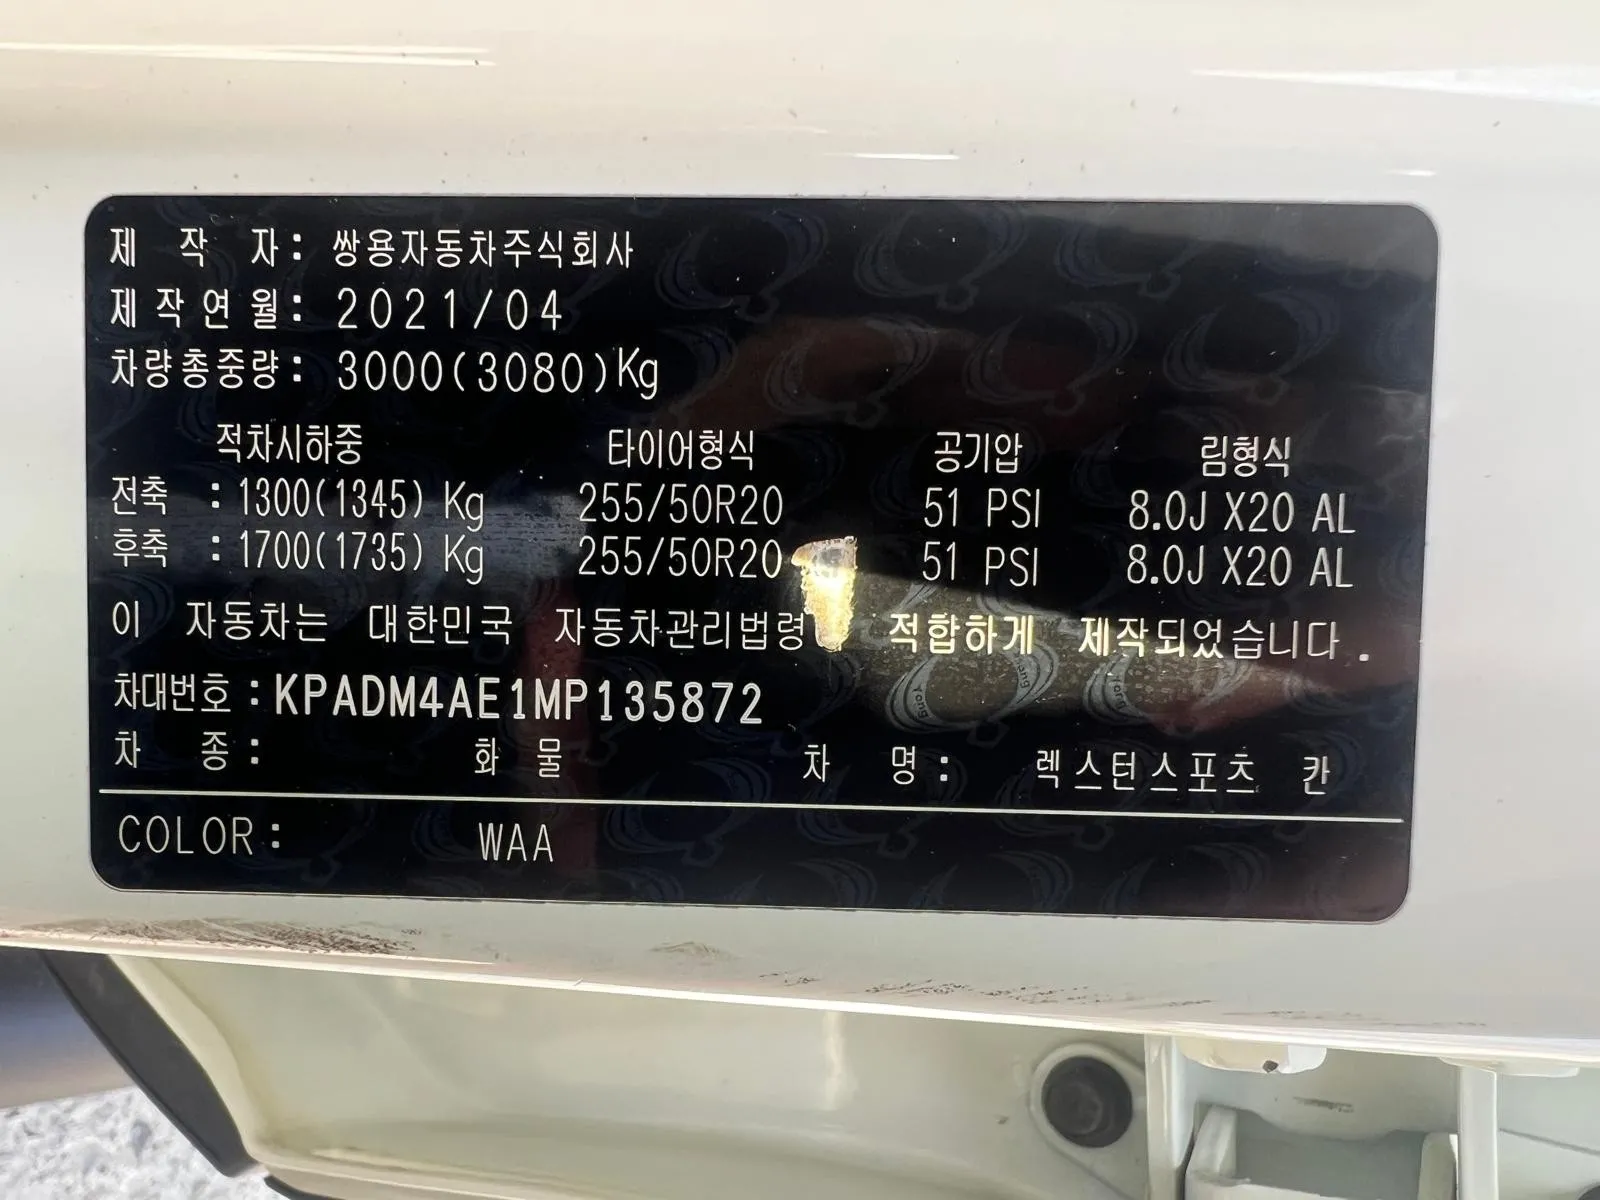 제 작 자: 쌍용자동차주식회사
제작연월: 2021/04
차량총중량: 3000(3080)Kg
적차시하중 타이어형식 공기압 림형식
전축 : 1300(1345) Kg 255/50R20 51 PSI 8.0J X20 AL
후축 : 1700(1735) Kg 255/50R20 51 PSI 8.0J X20 AL
이 자동차는 대한민국 자동차관리법령 적합하게 제작되었습니다.
차대번호:KPADM4AE1MP135872
차 종: 화 물 차 명: 렉스턴스포츠 칸
COLOR: WAA